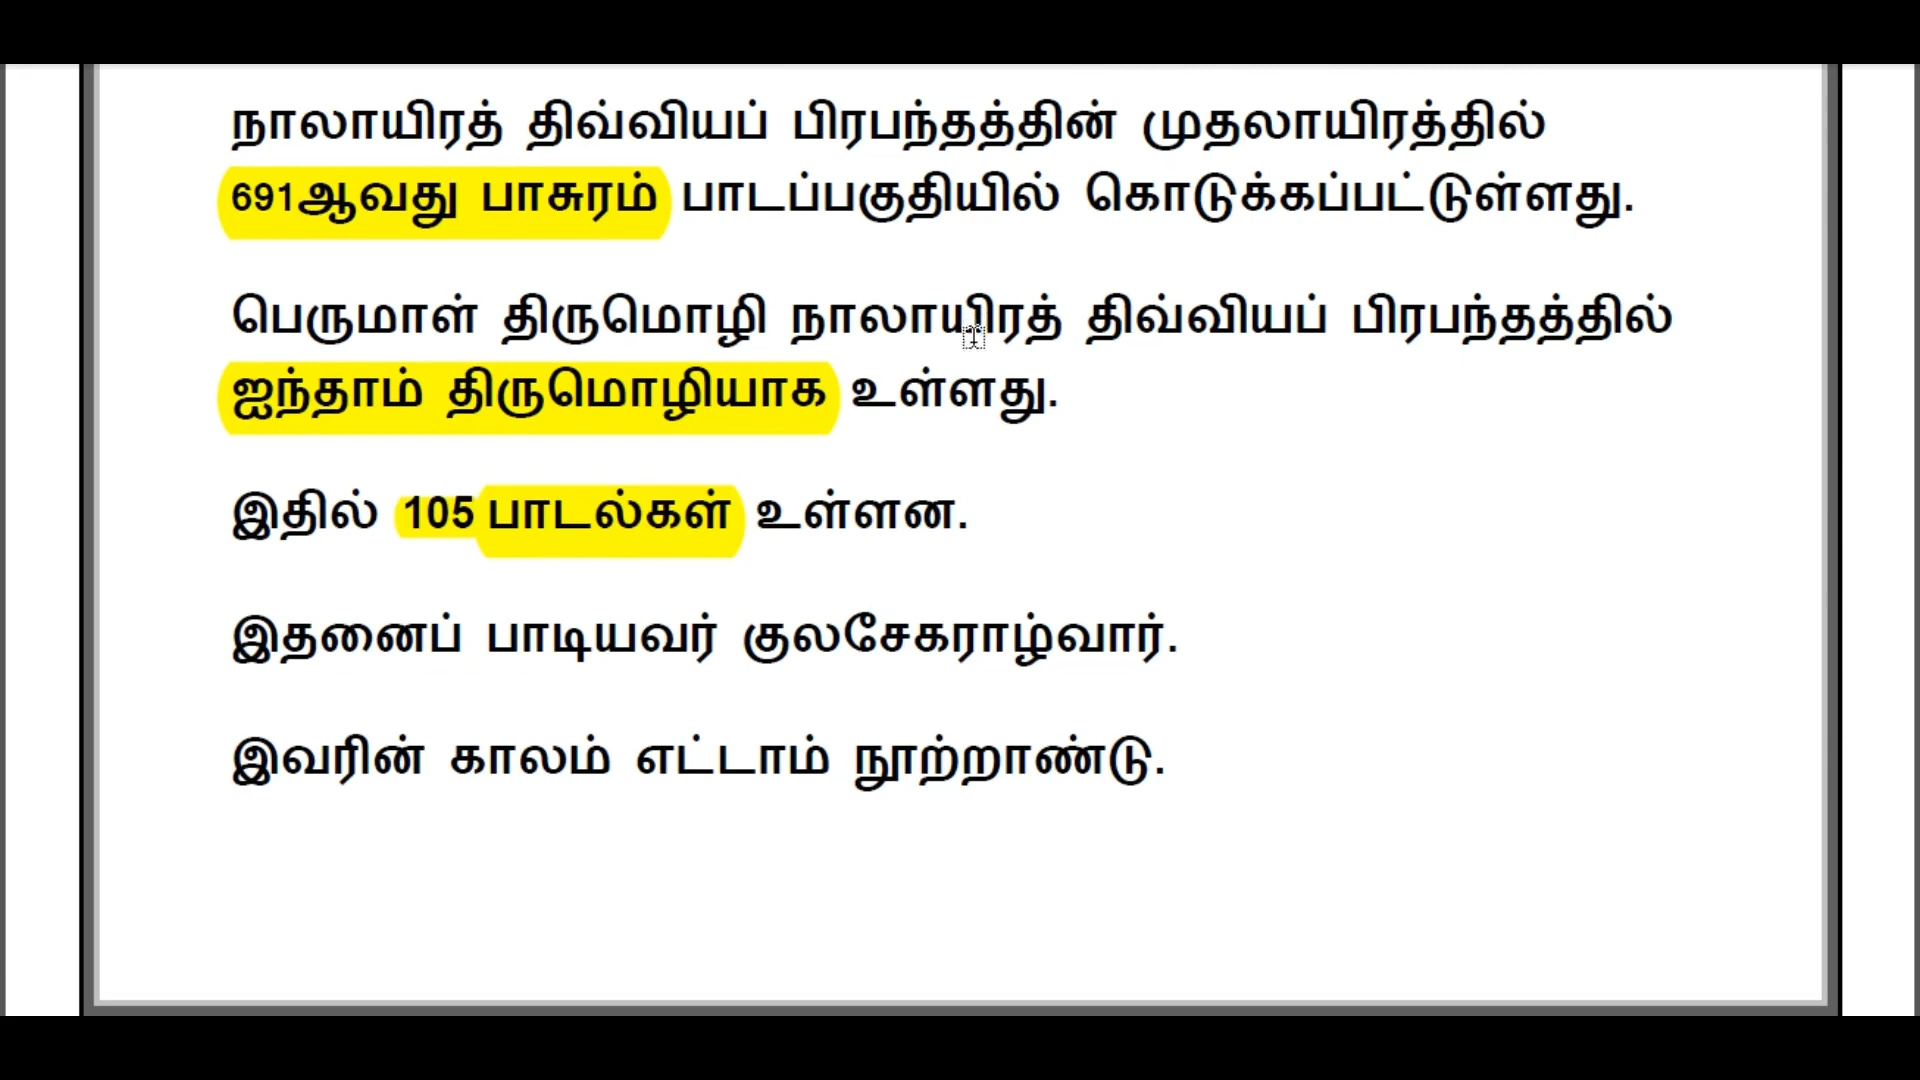 நாலாயிரத் திவ்வியப் பிரபந்தத்தின் முதலாயிரத்தில்
691ஆவது பாசுரம் பாடப்பகுதியில் கொடுக்கப்பட்டுள்ளது.
பெருமாள் திருமொழி நாலாயிரத் திவ்வியப் பிரபந்தத்தில்
ஐந்தாம் திருமொழியாக உள்ளது.
இதில் 105 பாடல்கள் உள்ளன.
இதனைப் பாடியவர் குலசேகராழ்வார்.
இவரின் காலம் எட்டாம் நூற்றாண்டு.